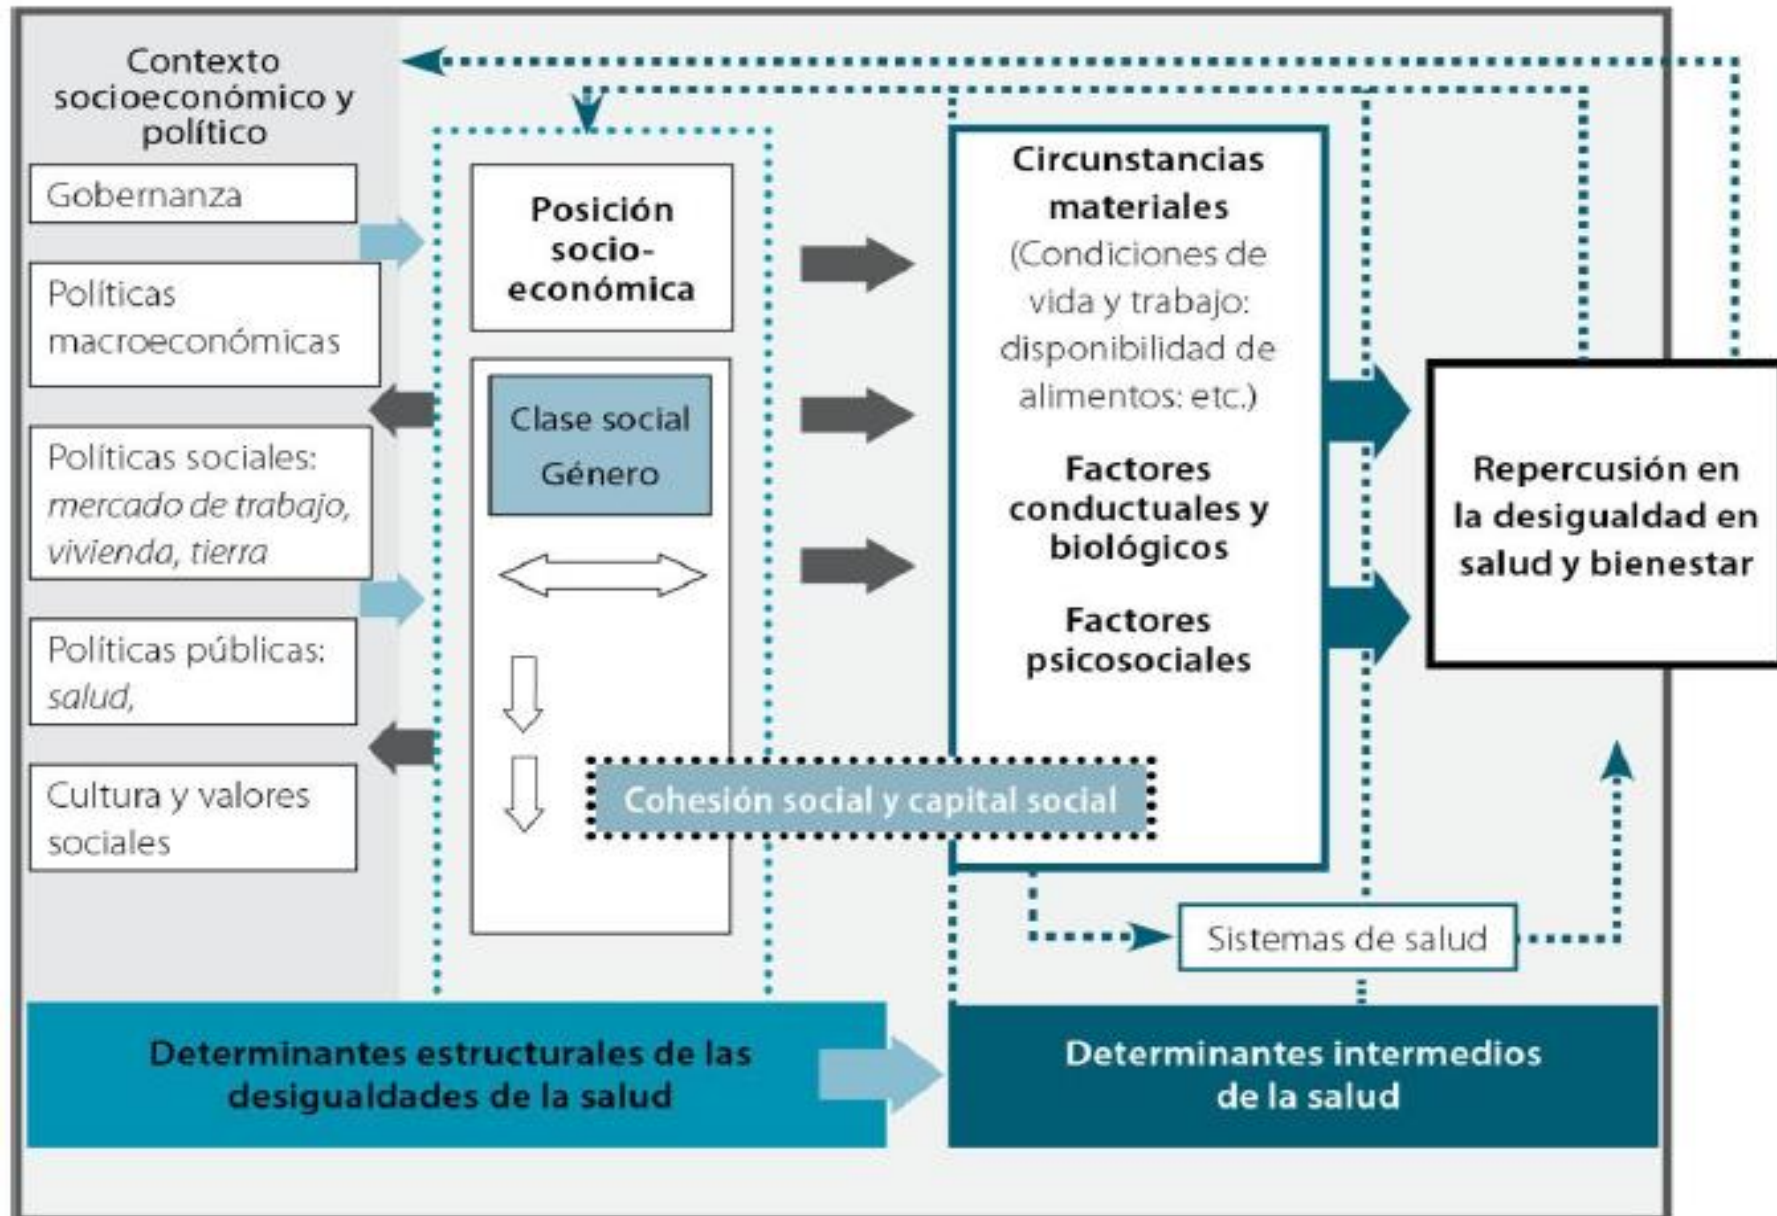 Contexto
socioeconómico y
político
Gobernanza
Políticas
macroeconómicas
Políticas sociales:
mercado de trabajo,
vivienda, tierra
Políticas públicas:
salud,
Cultura y valores
sociales
Posición
socio-
económica
Clase social
Género
Cohesión social y capital social
Circunstancias
materiales
(Condiciones de
vida y trabajo:
disponibilidad de
alimentos: etc.)
Factores
conductuales y
biológicos
Factores
psicosociales
Sistemas de salud
Repercusión en
la desigualdad en
salud y bienestar
Determinantes estructurales de las
desigualdades de la salud
Determinantes intermedios
de la salud